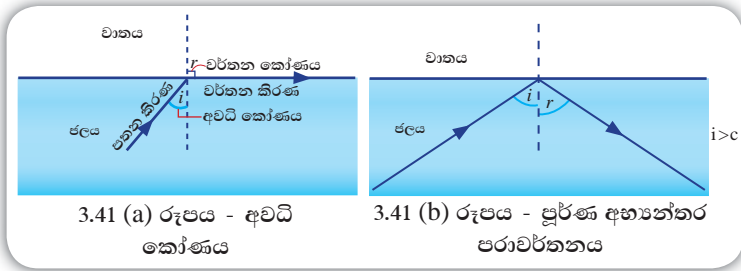 වාතය
r වර්තන කෝණය
වර්තන කිරණ
i
අවධි කෝණය
පතන කිරණ
ජලය
3.41 (a) රූපය - අවධි
කෝණය
වාතය
i r
ජලය
i>c
3.41 (b) රූපය - පූර්ණ අභ්‍යන්තර
පරාවර්තනය